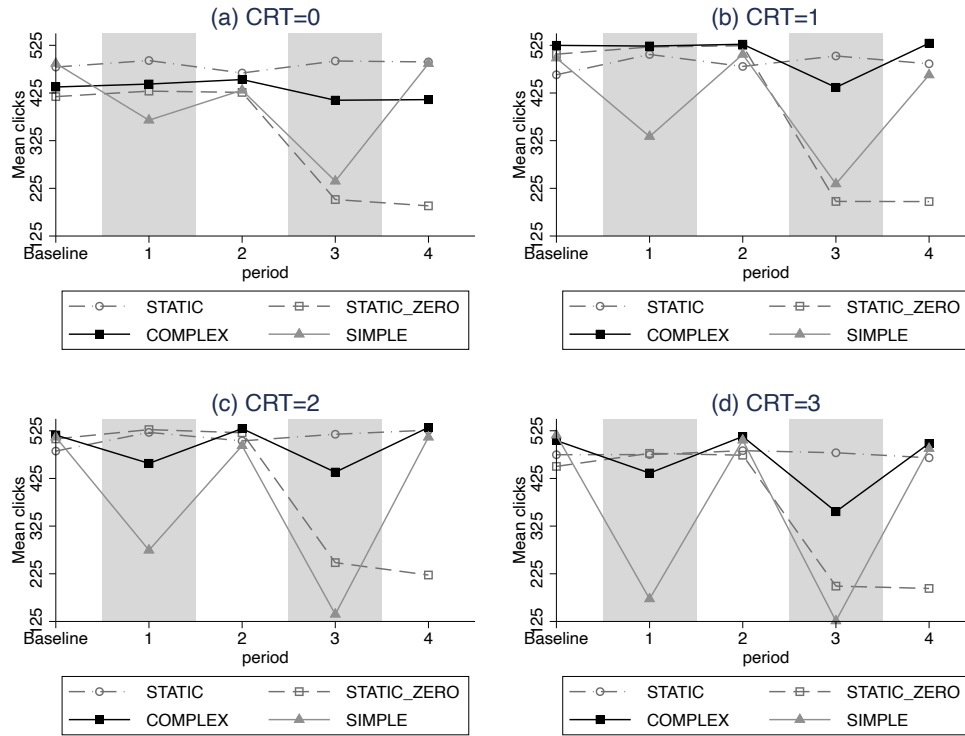 (a) CRT=0
Mean clicks
525
425
325
225
125
Baseline 1 2 3 4
period
STATIC STATIC_ZERO
COMPLEX SIMPLE
(b) CRT=1
Mean clicks
525
425
325
225
125
Baseline 1 2 3 4
period
STATIC STATIC_ZERO
COMPLEX SIMPLE
(c) CRT=2
Mean clicks
525
425
325
225
125
Baseline 1 2 3 4
period
STATIC STATIC_ZERO
COMPLEX SIMPLE
(d) CRT=3
Mean clicks
525
425
325
225
125
Baseline 1 2 3 4
period
STATIC STATIC_ZERO
COMPLEX SIMPLE